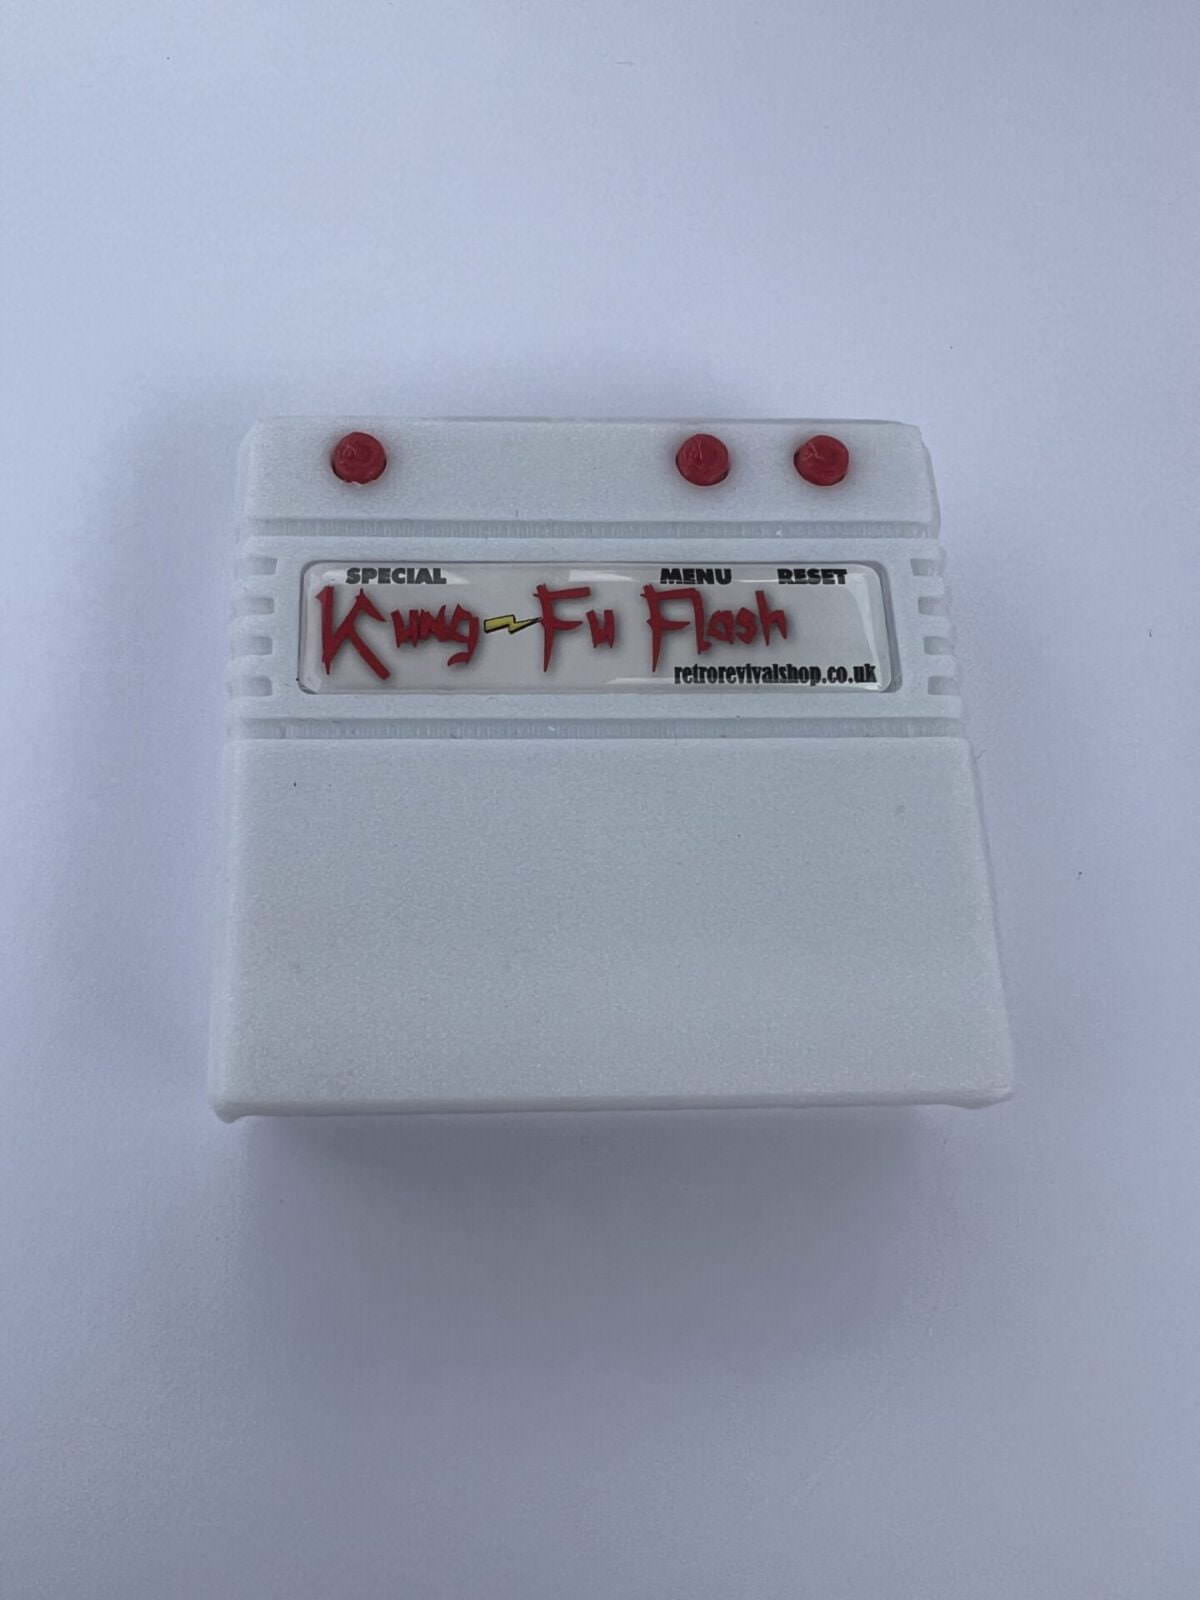 SPECIAL MENU RESET
Kung-Fu Flash
retrorevivalshop.co.uk